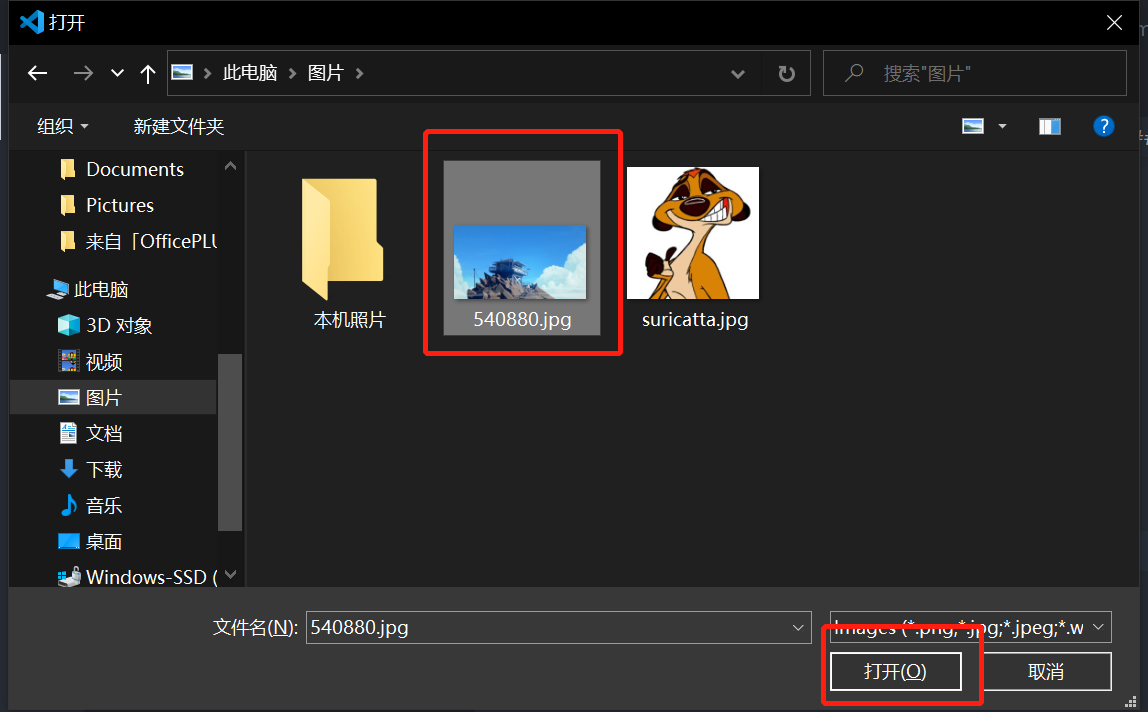 打开
此电脑
图片
搜索"图片"
组织
新建文件夹
Documents
Pictures
来自「OfficePLU
此电脑
3D 对象
视频
图片
文档
下载
音乐
桌面
Windows-SSD (
本机照片
540880.jpg
suricatta.jpg
文件名(N):
540880.jpg
Images (*.png;*.jpg;*.jpeg;*.w
打开(O)
取消